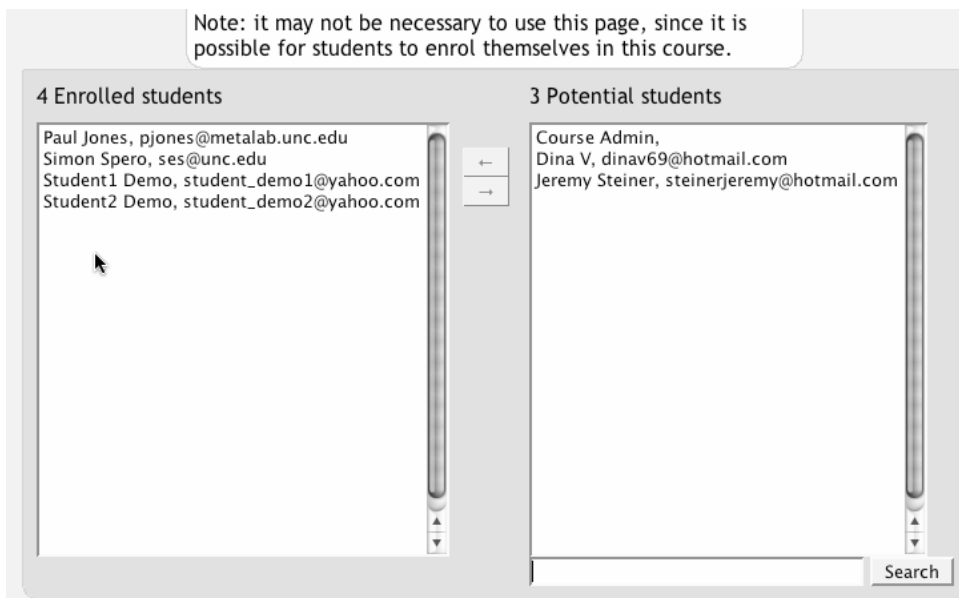 Note: it may not be necessary to use this page, since it is
possible for students to enrol themselves in this course.
4 Enrolled students
Paul Jones, pjones@metalab.unc.edu
Simon Spero, ses@unc.edu
Student1 Demo, student_demo1@yahoo.com
Student2 Demo, student_demo2@yahoo.com
←
→
3 Potential students
Course Admin,
Dina V, dinav69@hotmail.com
Jeremy Steiner, steinerjeremy@hotmail.com
Search